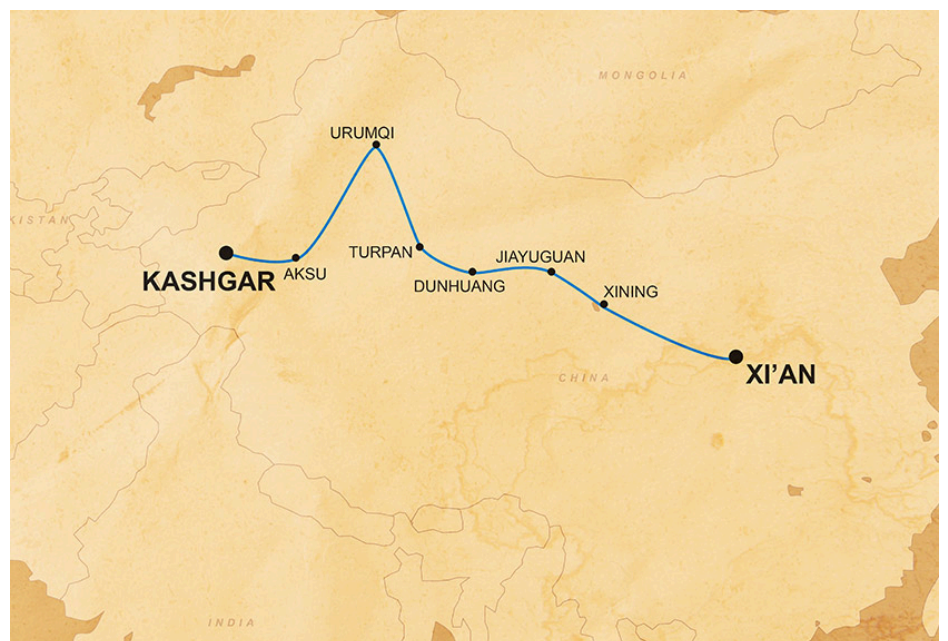 MONGOLIA
URUMQI
KISTAN
TURPAN
JIAYUGUAN
KASHGAR
AKSU
DUNHUANG
XINING
XI'AN
CHINA
INDIA